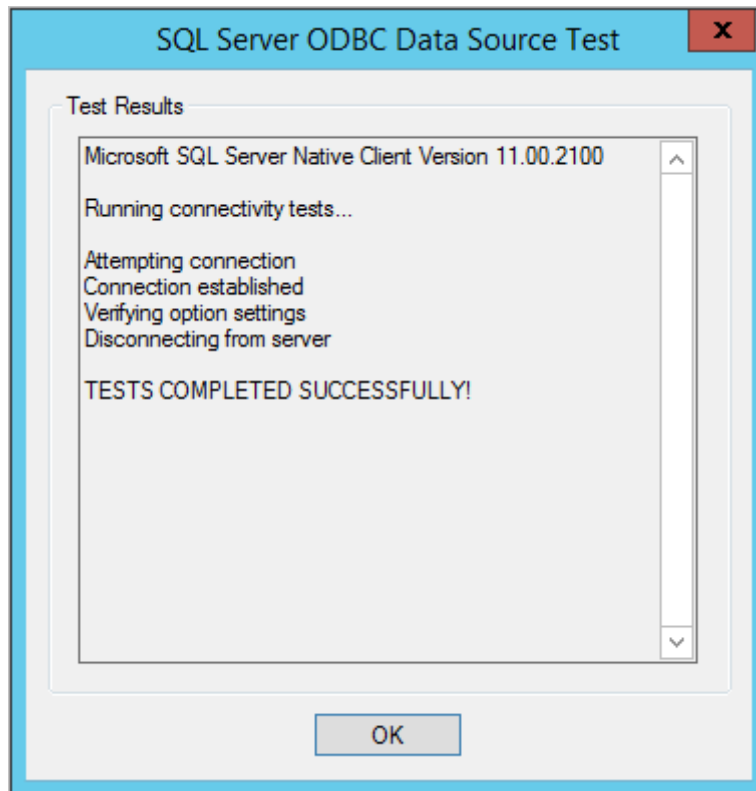 SQL Server ODBC Data Source Test
x
Test Results
Microsoft SQL Server Native Client Version 11.00.2100
Running connectivity tests...
Attempting connection
Connection established
Verifying option settings
Disconnecting from server
TESTS COMPLETED SUCCESSFULLY!
OK